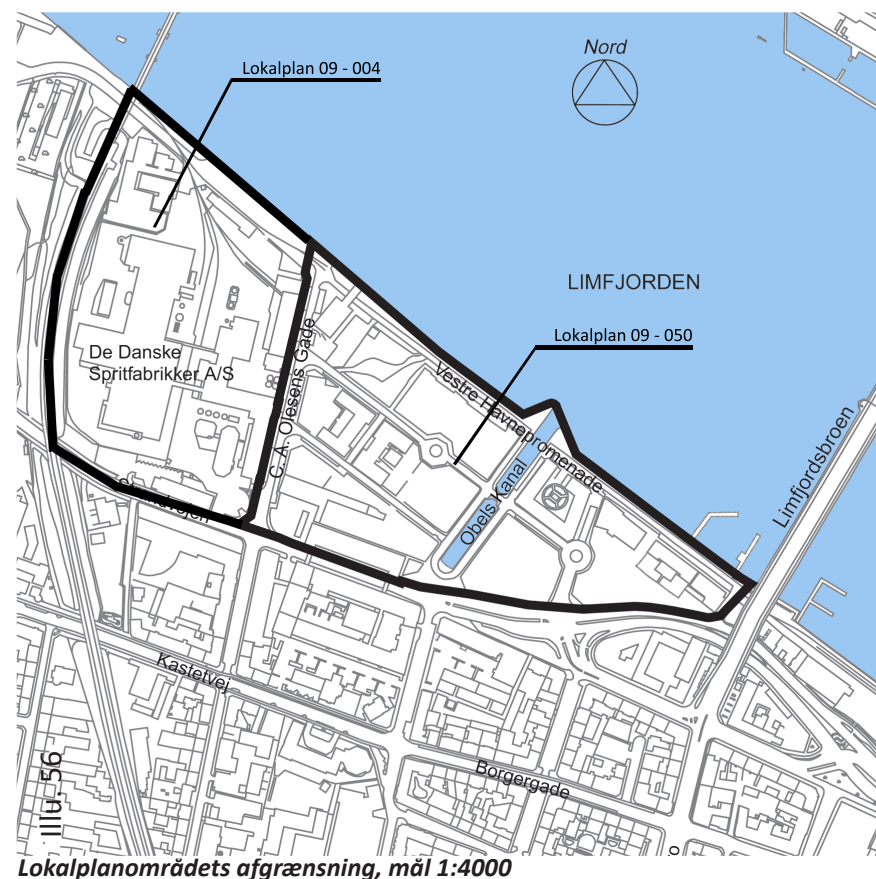 Nord
Lokalplan 09 - 004
LIMFJORDEN
Lokalplan 09 - 050
De Danske
Spritfabrikker A/S
C. A. Olesens Gade
Vestre Havnepromenade
Limfjordsbroen
Obels Kanal
Strandvejen
Kastetvej
Borgergade
Illu. 56
Lokalplanområdets afgrænsning, mål 1:4000